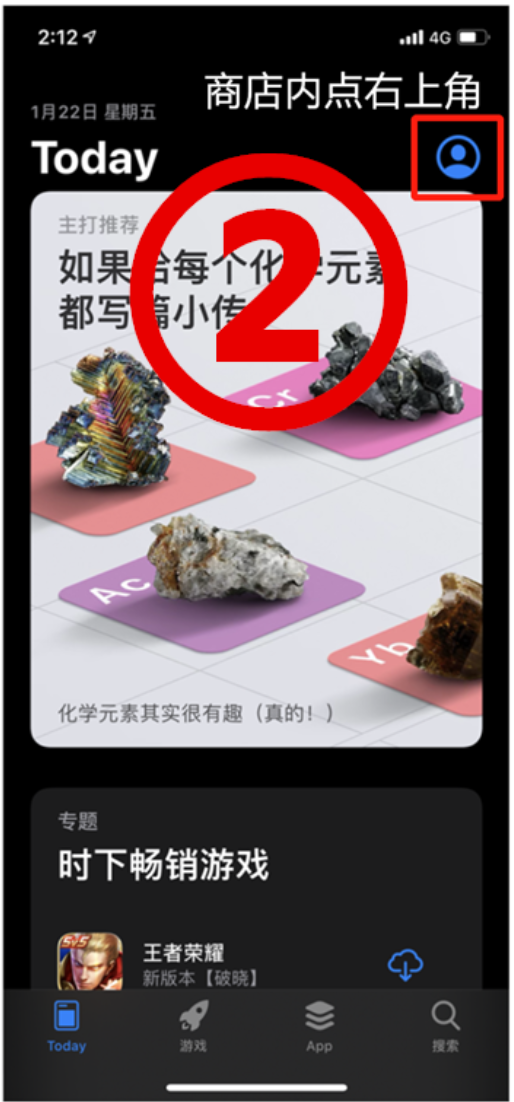 2:12
4G
商店内点右上角
1月22日 星期五
Today
主打推荐
如果给每个化学元素
都写篇小传
2
Cr
Ac
Yb
化学元素其实很有趣（真的！）
专题
时下畅销游戏
5v5
王者荣耀
新版本【破晓】
Today
游戏
App
搜索